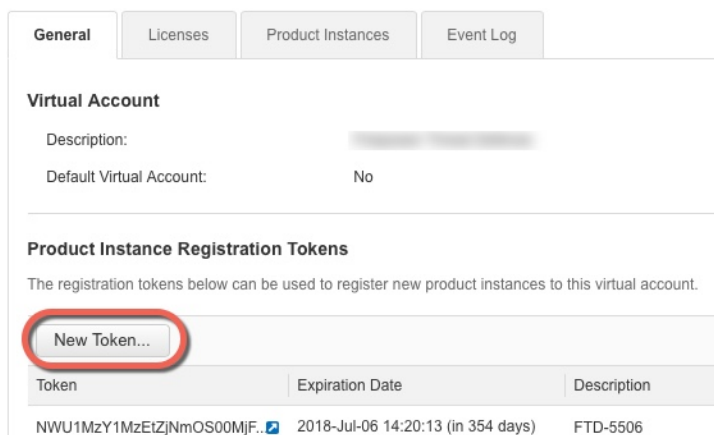 General Licenses Product Instances Event Log
Virtual Account
Description:
Default Virtual Account: No
Product Instance Registration Tokens
The registration tokens below can be used to register new product instances to this virtual account.
New Token...
Token Expiration Date Description
NWU1MzY1MzEtZjNmOS00MjF.. 2018-Jul-06 14:20:13 (in 354 days) FTD-5506